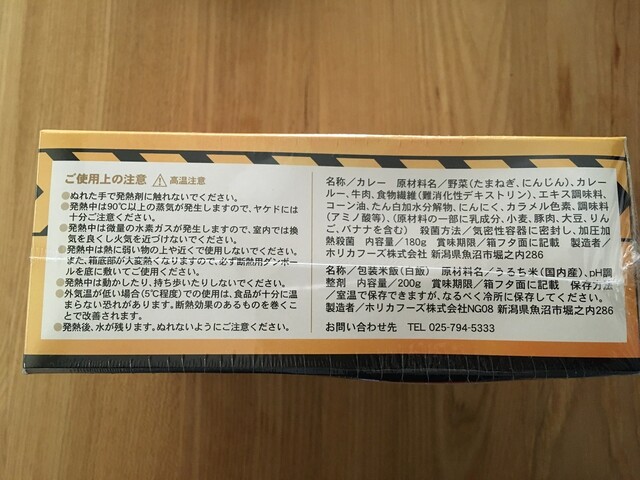 ご使用上の注意 高温注意
●ぬれた手で発熱剤に触れないでください。
●発熱中は90℃以上の蒸気が発生しますので、ヤケドには
十分ご注意ください。
●発熱中は微量の水素ガスが発生しますので、室内では換
気を良くし火気を近づけないでください。
●発熱中は熱に弱い物の上や近くで使用しないでください。
また、箱底部が大変熱くなりますので、必ず断熱用ダンボー
ルを底に敷いてご使用ください。
●発熱中は動かしたり、持ち歩いたりしないでください。
●外気温が低い場合(5℃程度)での使用は、食品が十分に温
まらない恐れがあります。断熱効果のあるものを巻くこ
とで改善されます。
●発熱後、水が残ります。ぬれないようにご注意ください。
名称/カレー 原材料名/野菜(たまねぎ、にんじん)、カレー
ルー、牛肉、食物繊維(難消化性デキストリン)、エキス調味料、
コーン油、たん白加水分解物、にんにく、カラメル色素、調味料
(アミノ酸等)、(原材料の一部に乳成分、小麦、豚肉、大豆、りん
ご、バナナを含む) 殺菌方法/気密性容器に密封し、加圧加
熱殺菌 内容量/180g 賞味期限/箱フタ面に記載 製造者/
ホリカフーズ株式会社 新潟県魚沼市堀之内286
名称/包装米飯(白飯) 原材料名/うるち米(国内産)、pH調
整剤 内容量/200g 賞味期限/箱フタ面に記載 保存方法
/室温で保存できますが、なるべく冷所に保存してください。
製造者/ホリカフーズ株式会社NG08 新潟県魚沼市堀之内286
お問い合わせ先 TEL 025-794-5333